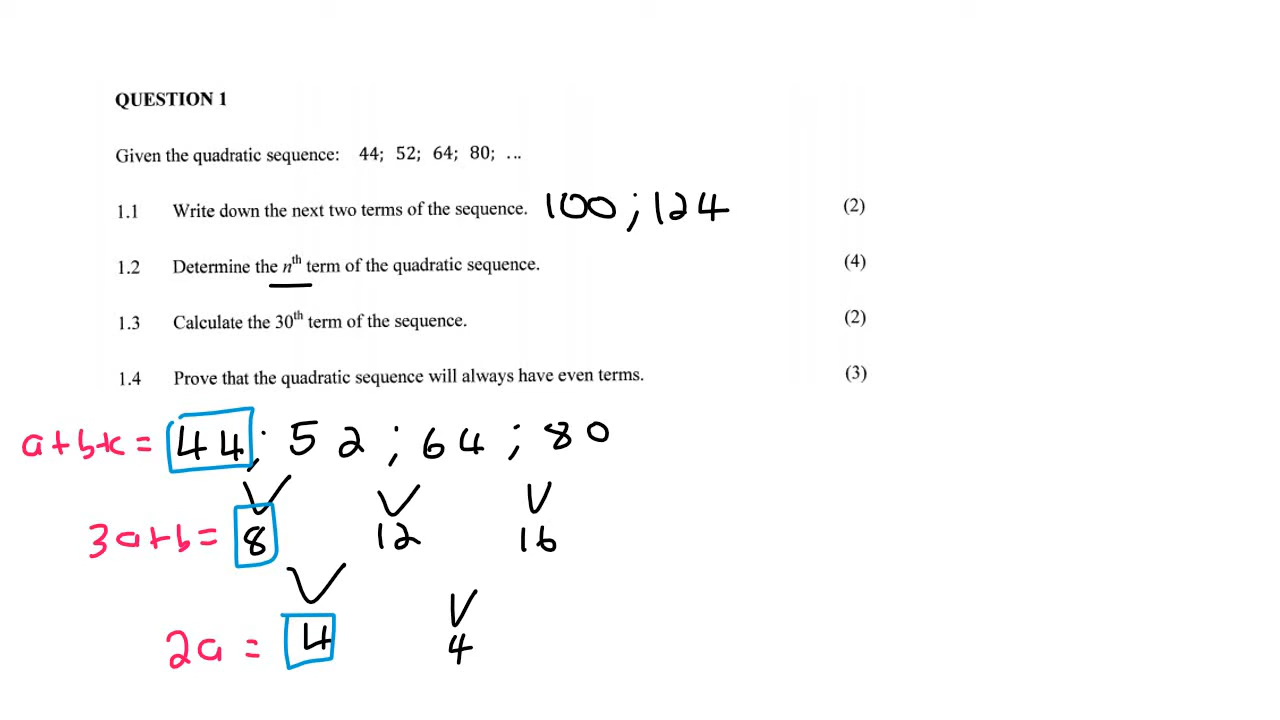 QUESTION 1
Given the quadratic sequence: 44; 52; 64; 80; ...
1.1 Write down the next two terms of the sequence. 100 ; 124 (2)
1.2 Determine the nth term of the quadratic sequence. (4)
1.3 Calculate the 30th term of the sequence. (2)
1.4 Prove that the quadratic sequence will always have even terms. (3)
a+b+c = 44 ; 52 ; 64 ; 80
3a+b = 8 12 16
2a = 4 4